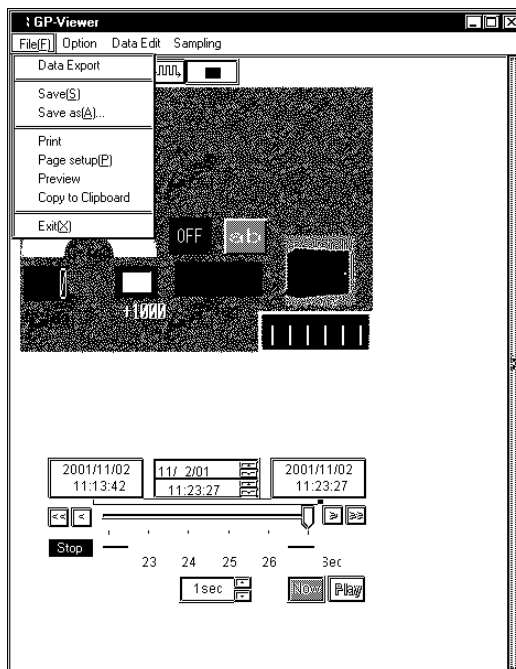 GP-Viewer
File(F) Option Data Edit Sampling
Data Export
Save(S)
Save as(A)...
Print
Page setup(P)
Preview
Copy to Clipboard
Exit(X)
OFF ab
0
+1000
2001/11/02 11/ 2/01 2001/11/02
11:13:42 11:23:27 11:23:27
<< < > >>
Stop
23 24 25 26 Sec
1sec Now Play